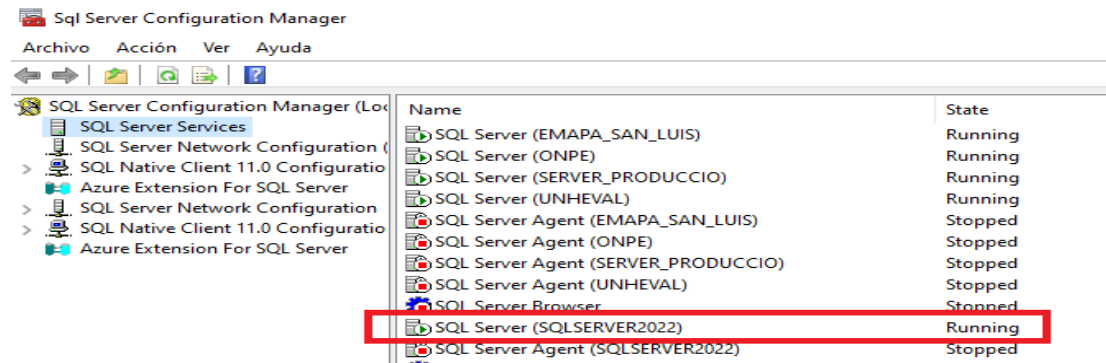 Sql Server Configuration Manager
Archivo Acción Ver Ayuda
SQL Server Configuration Manager (Loc
SQL Server Services
SQL Server Network Configuration (
SQL Native Client 11.0 Configuratio
Azure Extension For SQL Server
SQL Server Network Configuration
SQL Native Client 11.0 Configuratio
Azure Extension For SQL Server
Name State
SQL Server (EMAPA_SAN_LUIS) Running
SQL Server (ONPE) Running
SQL Server (SERVER_PRODUCCIO) Running
SQL Server (UNHEVAL) Running
SQL Server Agent (EMAPA_SAN_LUIS) Stopped
SQL Server Agent (ONPE) Stopped
SQL Server Agent (SERVER_PRODUCCIO) Stopped
SQL Server Agent (UNHEVAL) Stopped
SQL Server Browser Stopped
SQL Server (SQLSERVER2022) Running
SQL Server Agent (SQLSERVER2022) Stopped